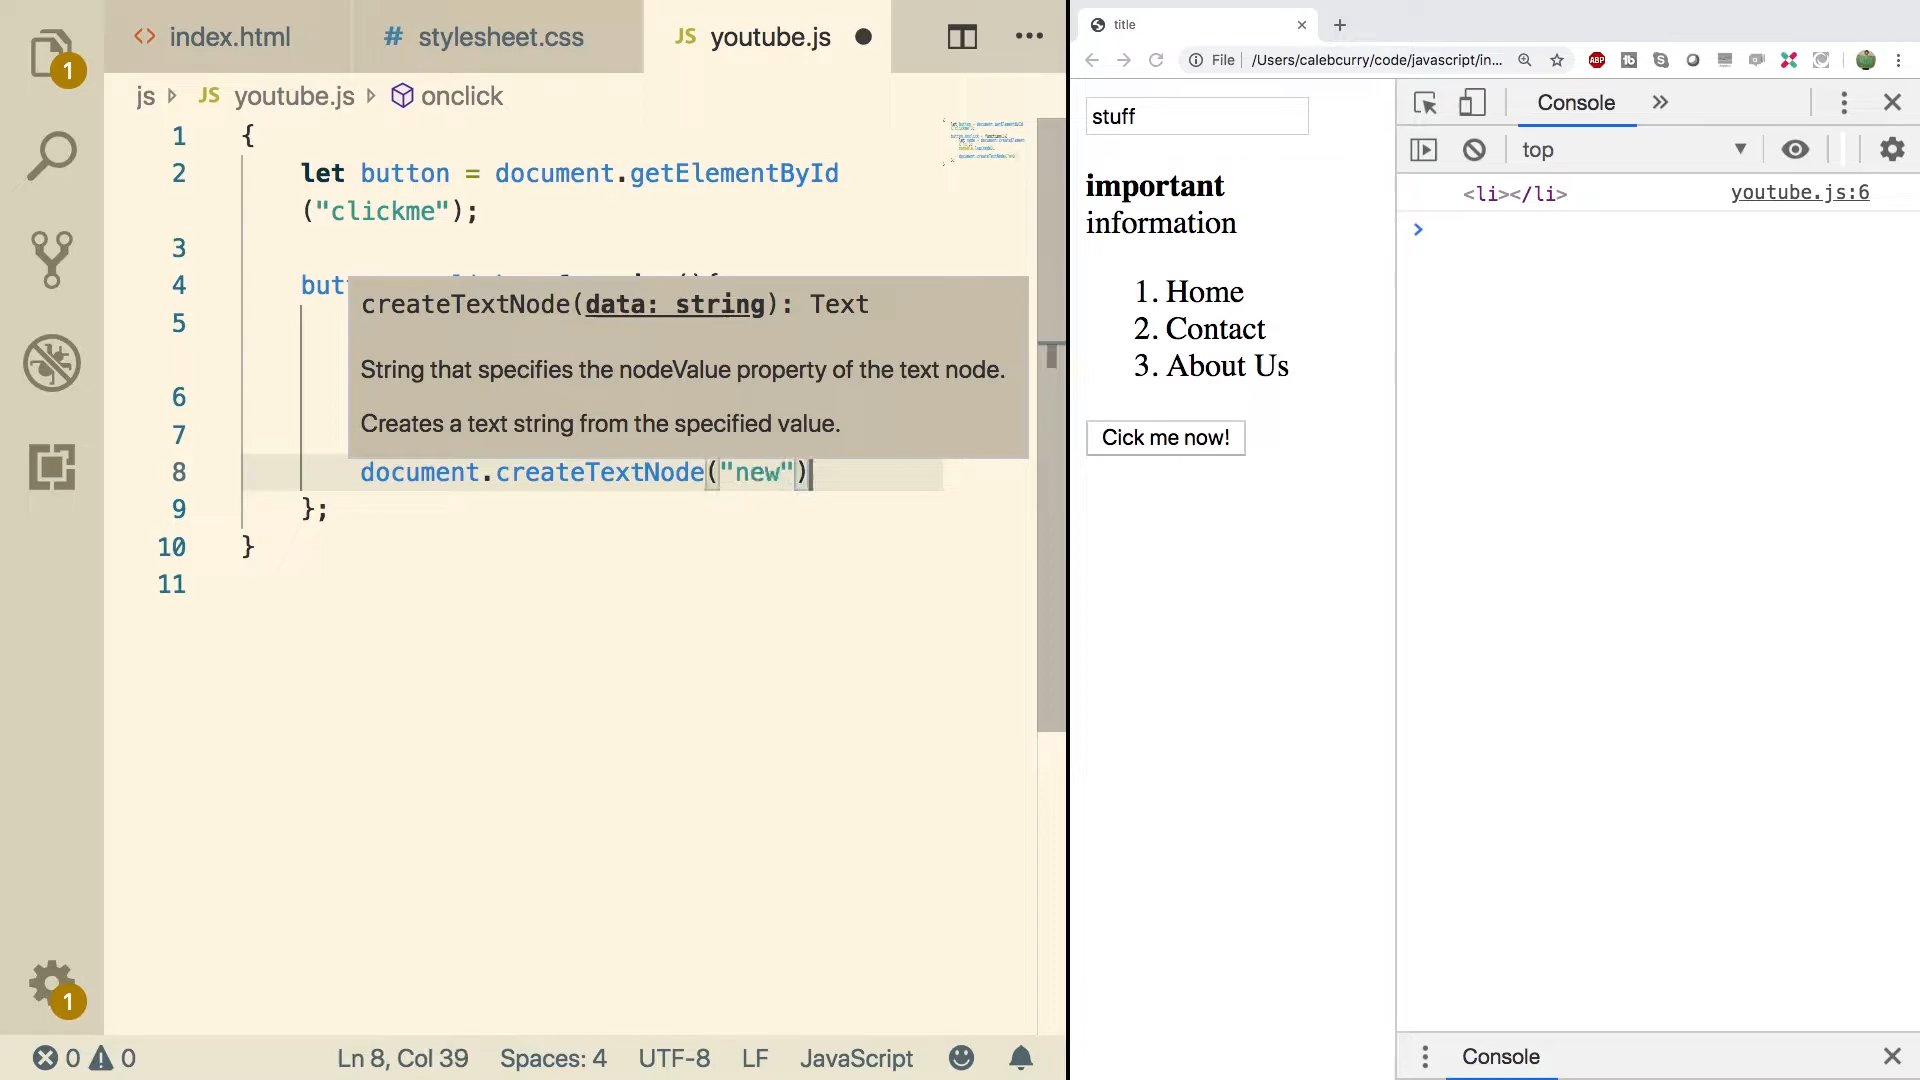 index.html
# stylesheet.css
JS youtube.js
1
js JS youtube.js onclick
1 {
2 let button = document.getElementById
("clickme");
3
4 butt
createTextNode(data: string): Text
5
String that specifies the nodeValue property of the text node.
6
Creates a text string from the specified value.
7
8 document.createTextNode("new")
9 };
10 }
11
1
0 0
Ln 8, Col 39 Spaces: 4 UTF-8 LF JavaScript
title
File /Users/calebcurry/code/javascript/in...
ABP
stuff
important
information
1. Home
2. Contact
3. About Us
Cick me now!
Console
top
<li></li> youtube.js:6
Console